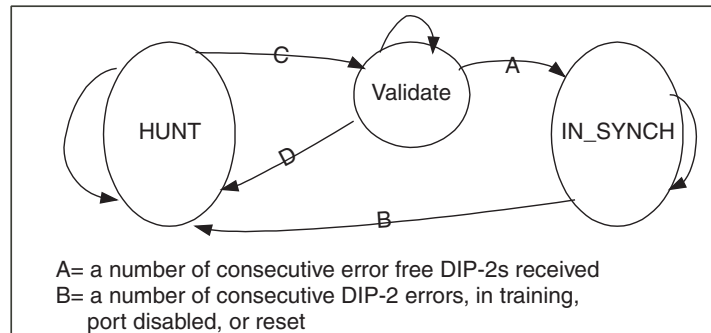 C
Validate
A
HUNT
IN_SYNCH
D
B
A= a number of consecutive error free DIP-2s received
B= a number of consecutive DIP-2 errors, in training,
port disabled, or reset